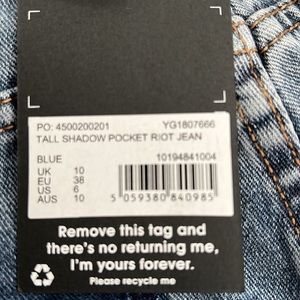 PO: 4500200201 YG1807666
TALL SHADOW POCKET RIOT JEAN
BLUE 10194841004
UK 10
EU 38
US 6
AUS 10
5 059380 840985
Remove this tag and
there's no returning me,
I'm yours forever.
Please recycle me